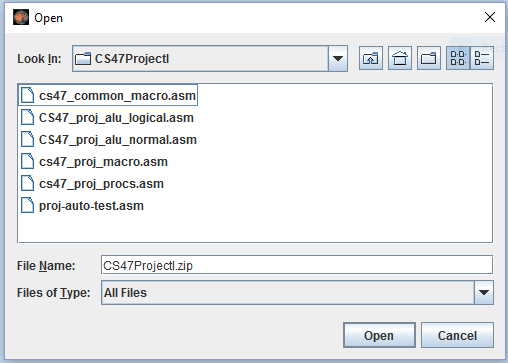 Open
Look In: CS47ProjectI
cs47_common_macro.asm
CS47_proj_alu_logical.asm
CS47_proj_alu_normal.asm
cs47_proj_macro.asm
cs47_proj_procs.asm
proj-auto-test.asm
File Name: CS47ProjectI.zip
Files of Type: All Files
Open Cancel